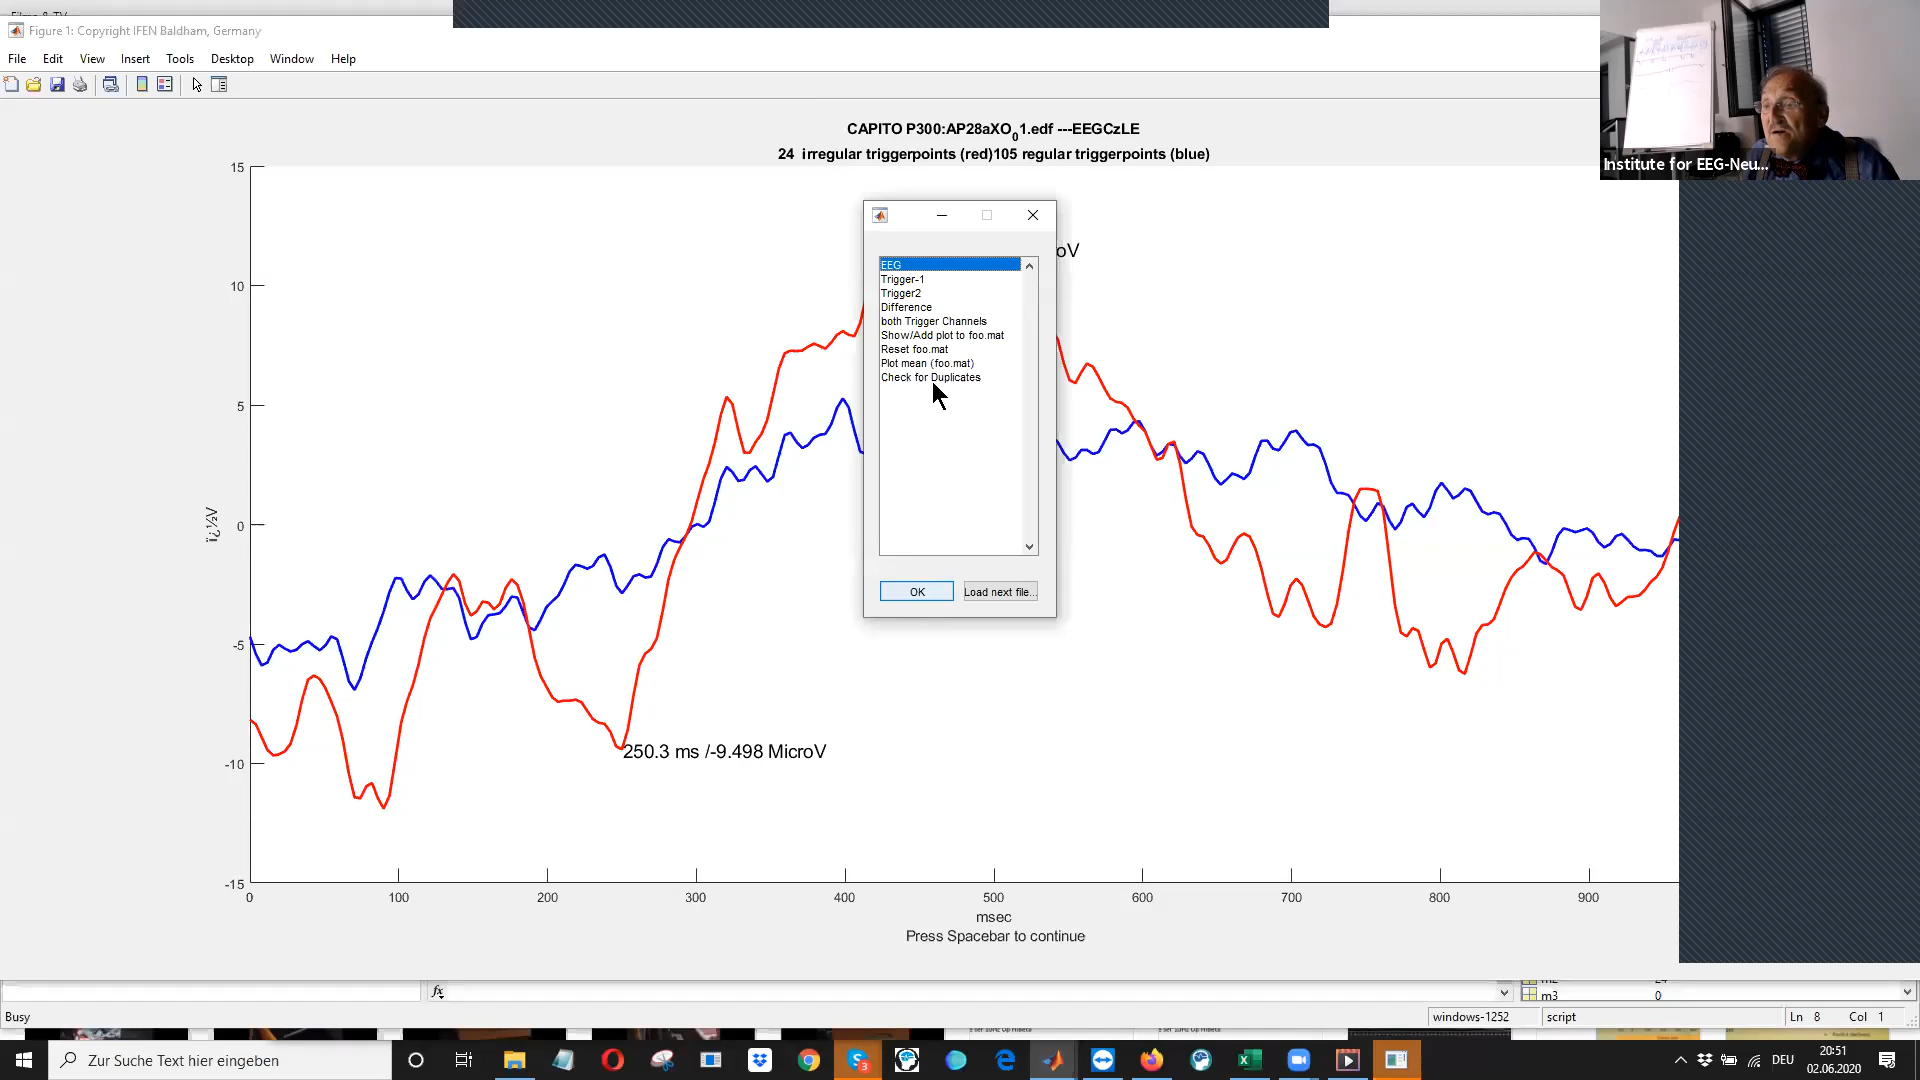 Figure 1: Copyright IFEN Baldham, Germany
File Edit View Insert Tools Desktop Window Help
CAPITO P300:AP28aXO01.edf ---EEGCzLE
24 irregular triggerpoints (red)105 regular triggerpoints (blue)
Institute for EEG-Neu...
15
10
5
0
-5
-10
-15
ï¿½V
oV
EEG
Trigger-1
Trigger2
Difference
both Trigger Channels
Show/Add plot to foo.mat
Reset foo.mat
Plot mean (foo.mat)
Check for Duplicates
OK
Load next file...
250.3 ms /-9.498 MicroV
0 100 200 300 400 500 600 700 800 900
msec
Press Spacebar to continue
fx
m3 0
Busy
windows-1252
script
Ln 8 Col 1
Zur Suche Text hier eingeben
3
DEU
20:51
02.06.2020